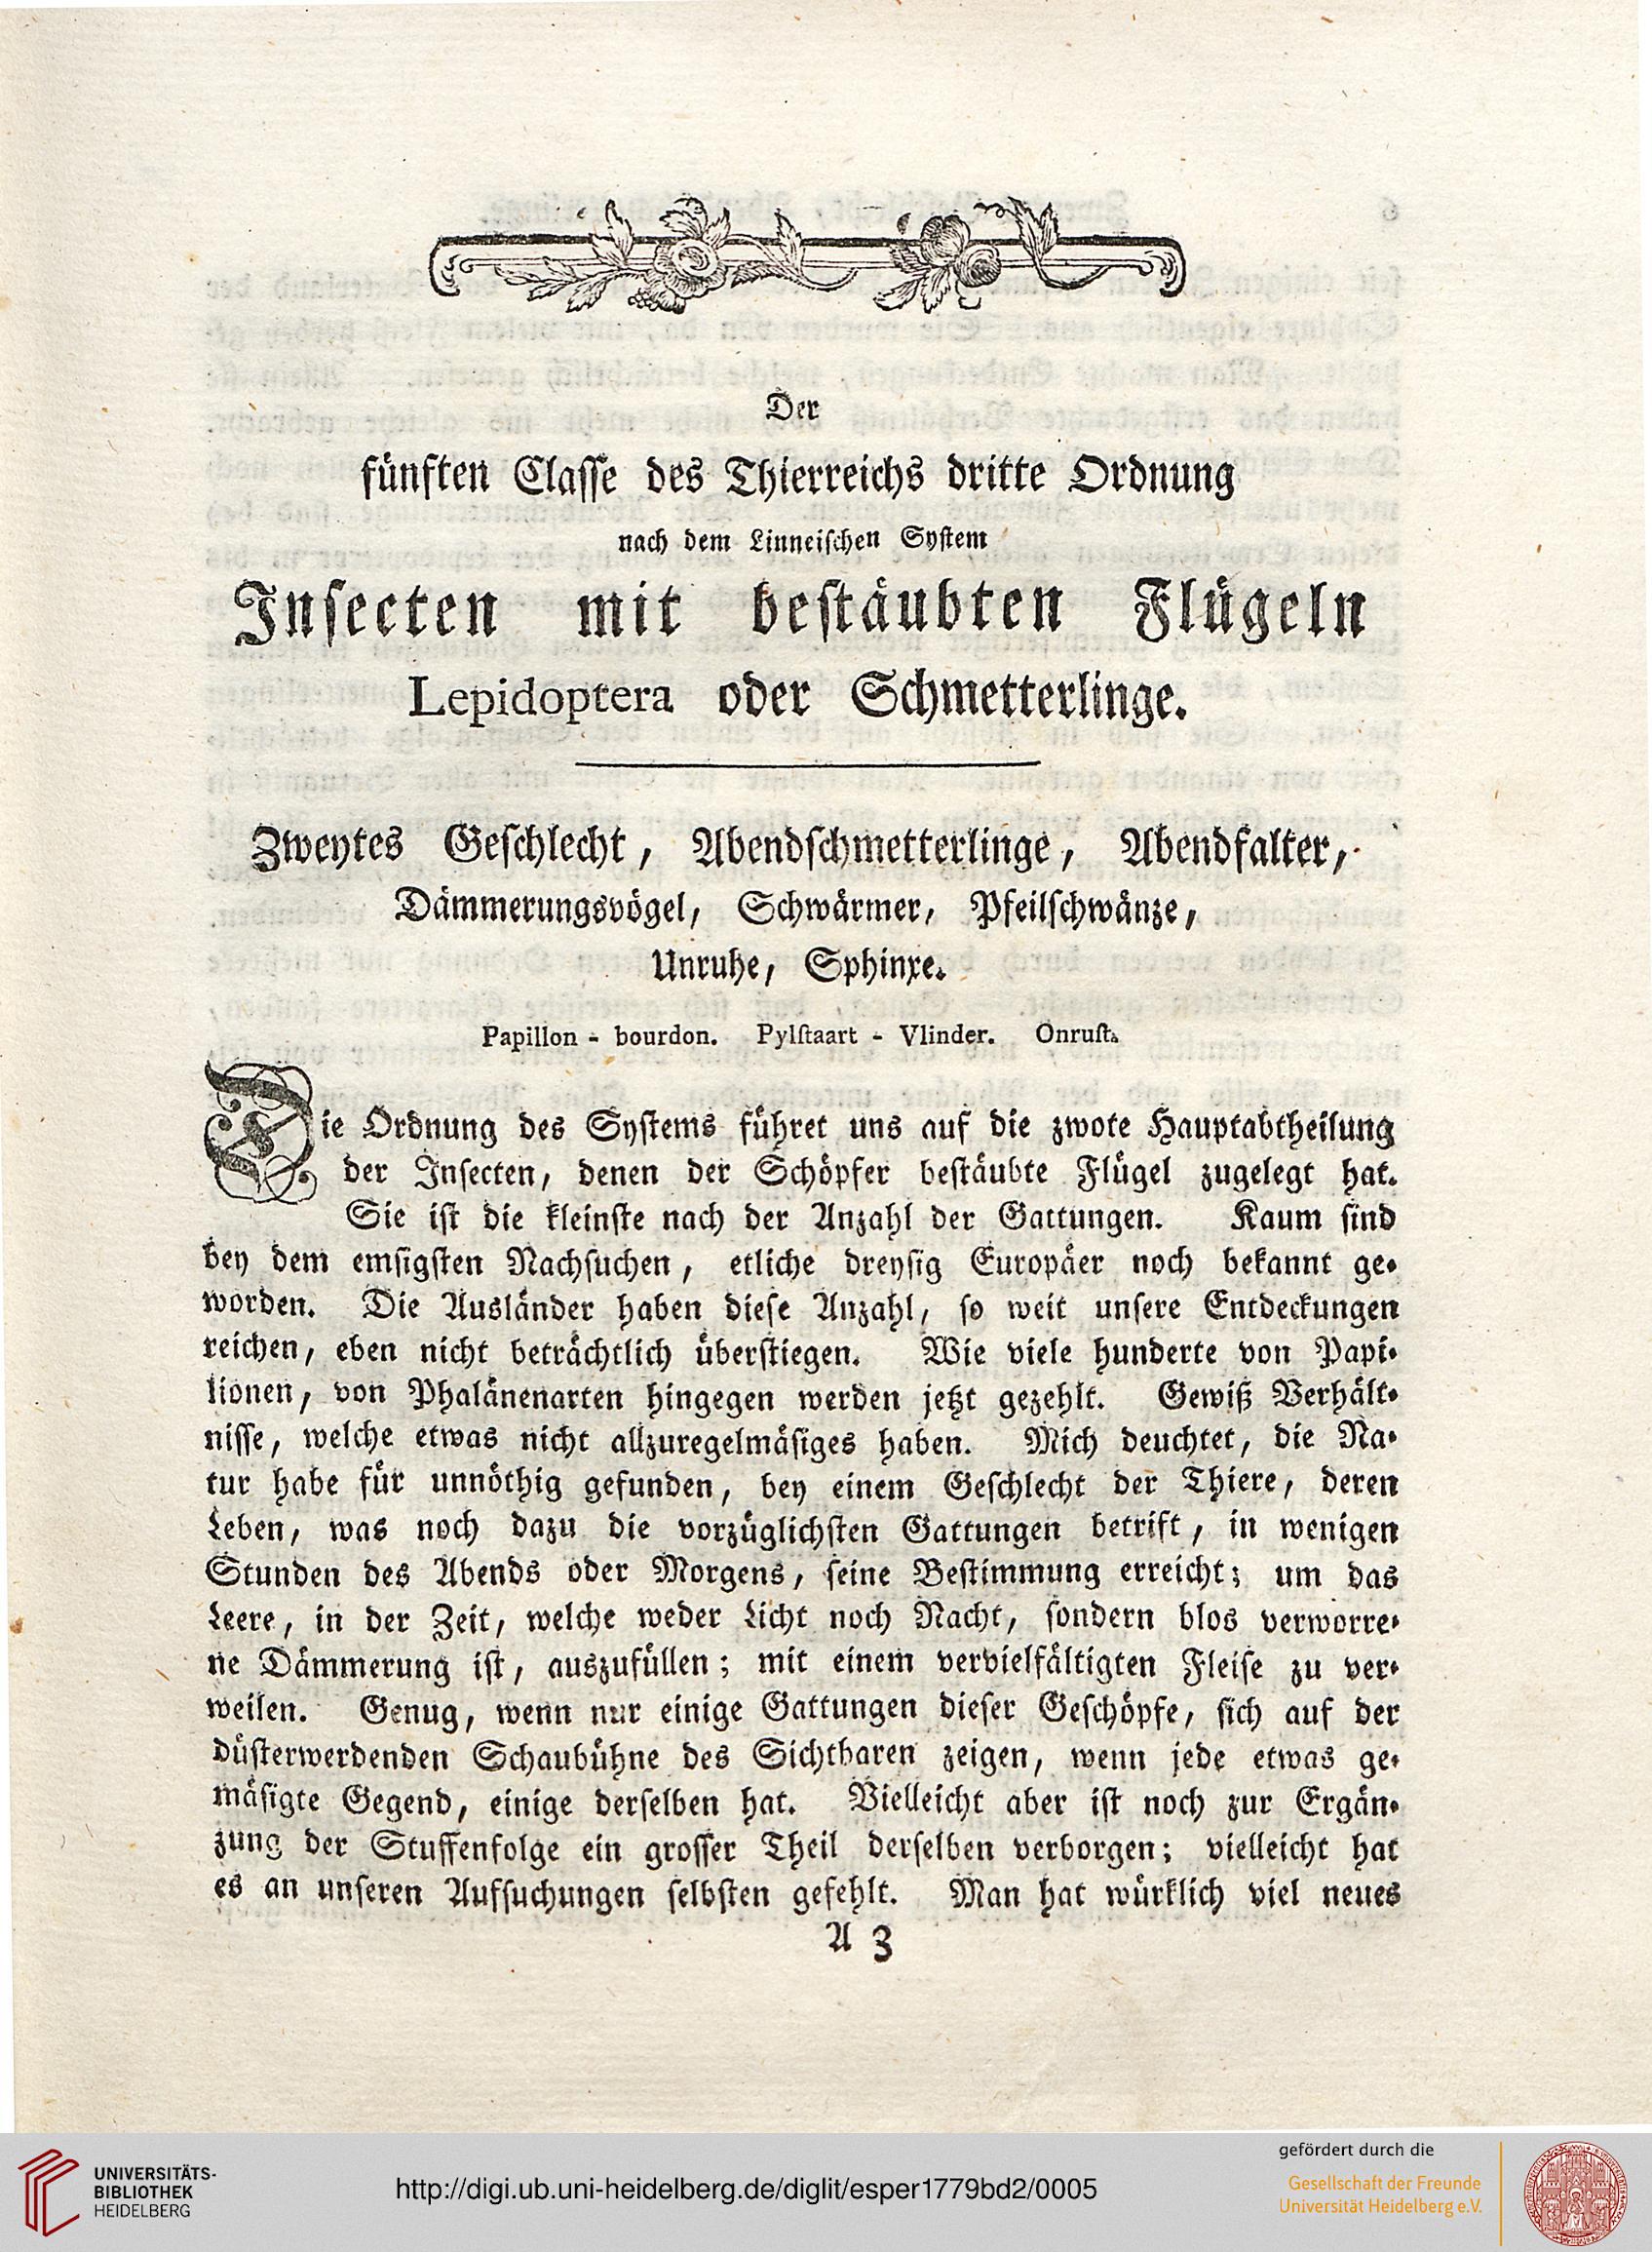 Der
fünften Classe des Thierreichs dritte Ordnung
nach dem Linneischen System
Insecten mit bestäubten Flügeln
Lepidoptera oder Schmetterlinge.
Zweytes Geschlecht, Abendschmetterlinge, Abendfalter,
Dämmerungsvögel, Schwärmer, Pfeilschwänze,
Unruhe, Sphinxe.
Papillon - bourdon. Pylſtaart - Vlinder. Onruſt.
Die Ordnung des Systems führet uns auf die zwote Hauptabtheilung
der Insecten, denen der Schöpfer bestäubte Flügel zugelegt hat.
Sie ist die kleinste nach der Anzahl der Gattungen. Kaum sind
bey dem emsigsten Nachsuchen, etliche dreysig Europäer noch bekannt ge-
worden. Die Ausländer haben diese Anzahl, so weit unsere Entdeckungen
reichen, eben nicht beträchtlich überstiegen. Wie viele hunderte von Papi-
lionen, von Phalänenarten hingegen werden jetzt gezehlt. Gewiß Verhält-
nisse, welche etwas nicht allzuregelmäsiges haben. Mich deuchtet, die Na-
tur habe für unnöthig gefunden, bey einem Geschlecht der Thiere, deren
Leben, was noch dazu die vorzüglichsten Gattungen betrift, in wenigen
Stunden des Abends oder Morgens, seine Bestimmung erreicht; um das
Leere, in der Zeit, welche weder Licht noch Nacht, sondern blos verworre-
ne Dämmerung ist, auszufüllen; mit einem vervielfältigten Fleise zu ver-
weilen. Genug, wenn nur einige Gattungen dieser Geschöpfe, sich auf der
düsterwerdenden Schaubühne des Sichtbaren zeigen, wenn jede etwas ge-
mäsigte Gegend, einige derselben hat. Vielleicht aber ist noch zur Ergän-
zung der Stuffenfolge ein grosser Theil derselben verborgen; vielleicht hat
es an unseren Aufsuchungen selbsten gefehlt. Man hat würklich viel neues
A 3
UNIVERSITÄTS-
BIBLIOTHEK
HEIDELBERG
http://digi.ub.uni-heidelberg.de/diglit/esper1779bd2/0005
gefördert durch die
Gesellschaft der Freunde
Universität Heidelberg e.V.